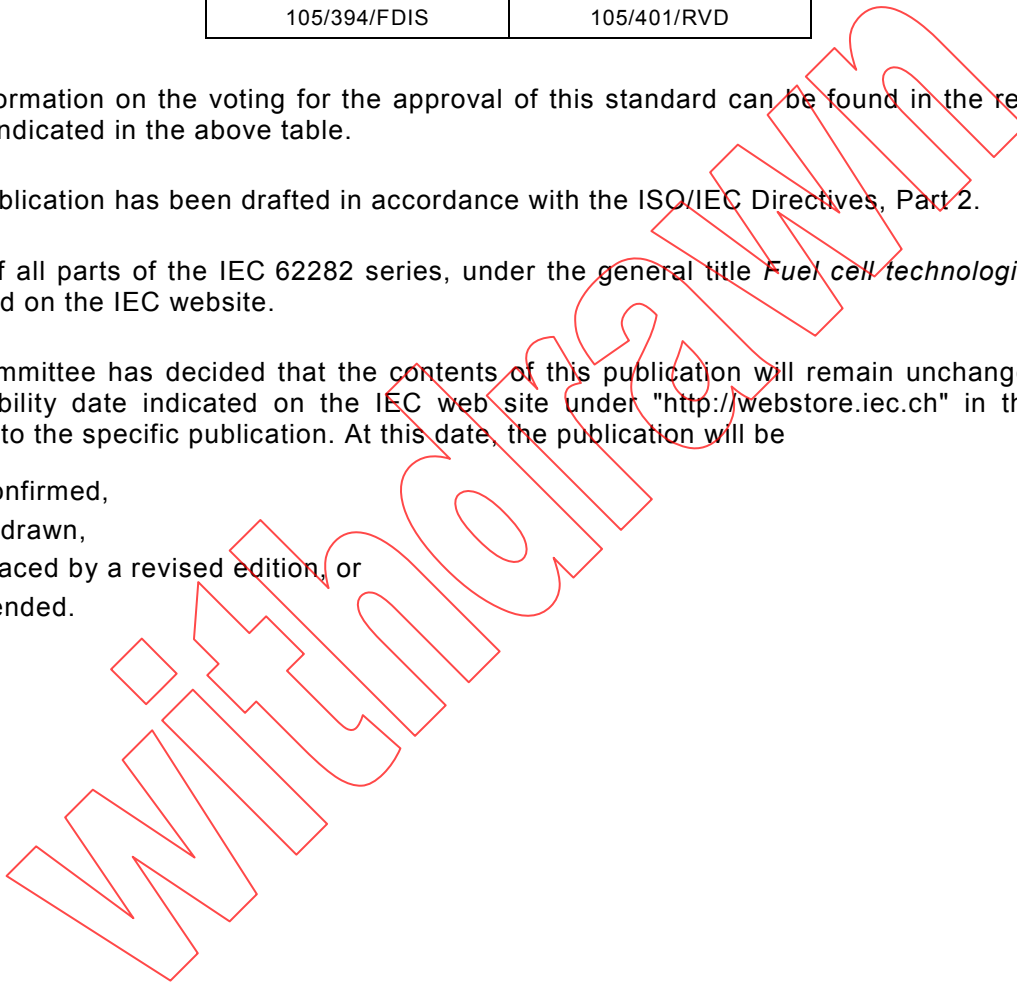 105/394/FDIS 105/401/RVD
ormation on the voting for the approval of this standard can be found in the re
ndicated in the above table.
ublication has been drafted in accordance with the ISO/IEC Directives, Part 2.
f all parts of the IEC 62282 series, under the general title Fuel cell technologi
d on the IEC website.
mmittee has decided that the contents of this publication will remain unchang
bility date indicated on the IEC web site under "http://webstore.iec.ch" in th
to the specific publication. At this date, the publication will be
onfirmed,
drawn,
aced by a revised edition, or
ended.
withdrawn